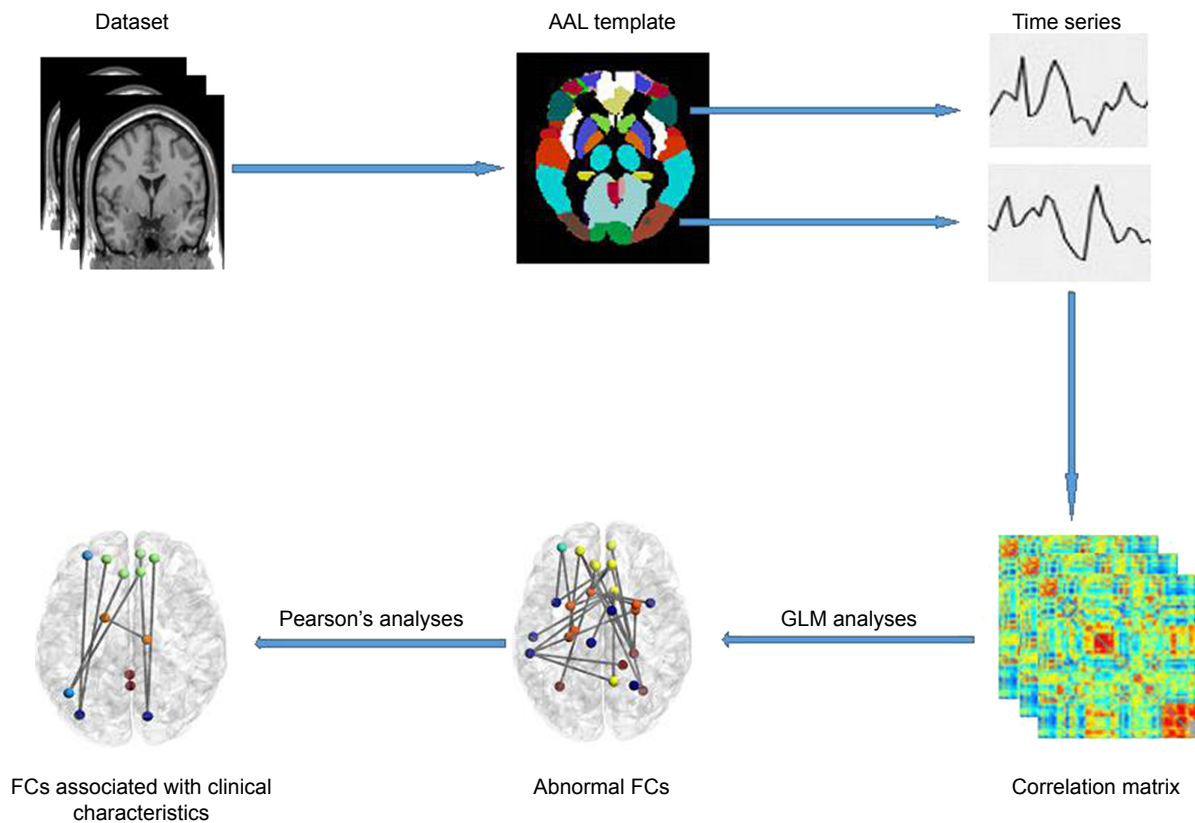 Dataset
AAL template
Time series
Pearson’s analyses
GLM analyses
FCs associated with clinical
characteristics
Abnormal FCs
Correlation matrix